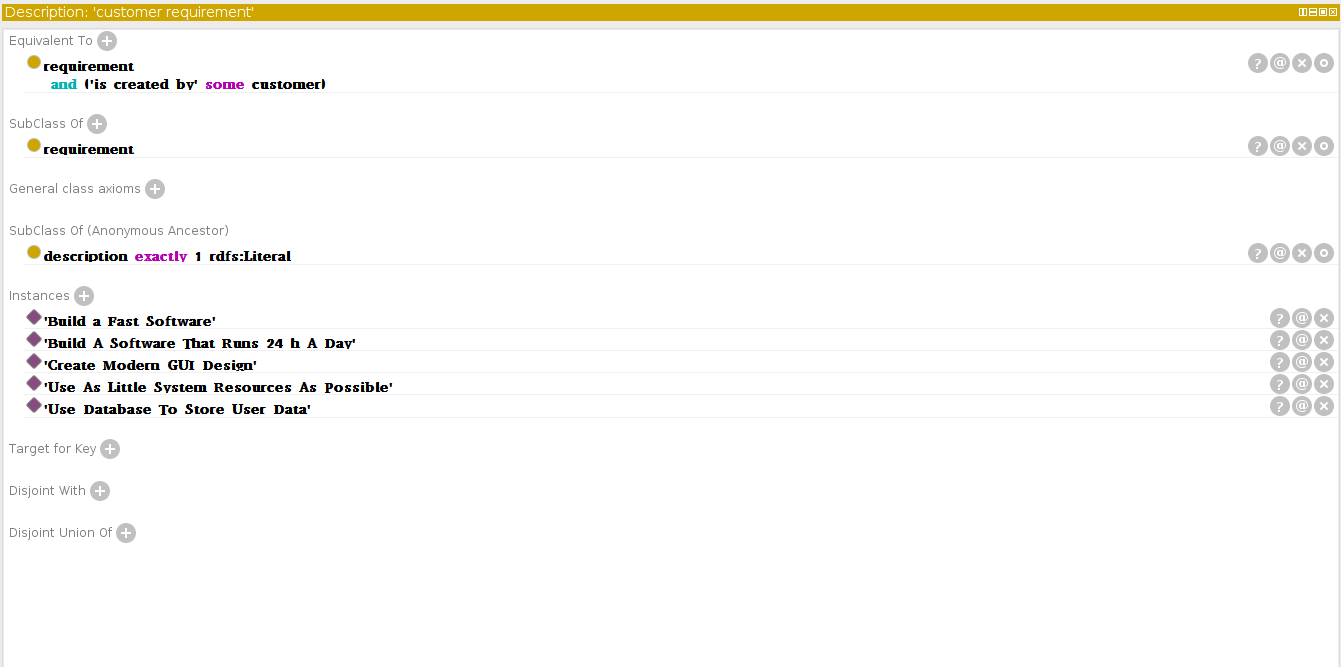 Description: 'customer requirement'
Equivalent To
requirement
and ('is created by' some customer)
SubClass Of
requirement
General class axioms
SubClass Of (Anonymous Ancestor)
description exactly 1 rdfs:Literal
Instances
'Build a Fast Software'
'Build A Software That Runs 24 h A Day'
'Create Modern GUI Design'
'Use As Little System Resources As Possible'
'Use Database To Store User Data'
Target for Key
Disjoint With
Disjoint Union Of